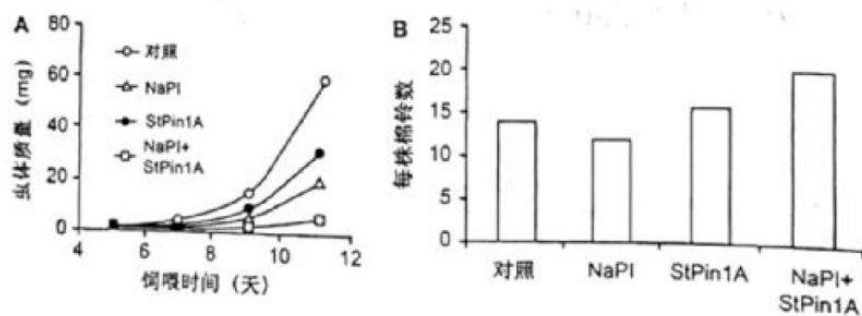 A
80
60
40
20
0
虫体质量 (mg)
对照
NaPI
StPin1A
NaPI+
StPin1A
4 6 8 10 12
饲喂时间 (天)
B
25
20
15
10
5
0
每株棉铃数
对照 NaPI StPin1A NaPI+
StPin1A